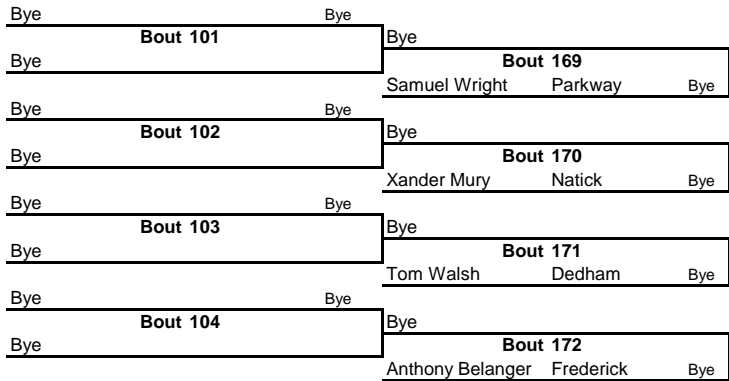 Bye Bye
Bout 101
Bye
Bye
Bout 169
Samuel Wright Parkway Bye
Bye Bye
Bout 102
Bye
Bye
Bout 170
Xander Mury Natick Bye
Bye Bye
Bout 103
Bye
Bye
Bout 171
Tom Walsh Dedham Bye
Bye Bye
Bout 104
Bye
Bye
Bout 172
Anthony Belanger Frederick Bye